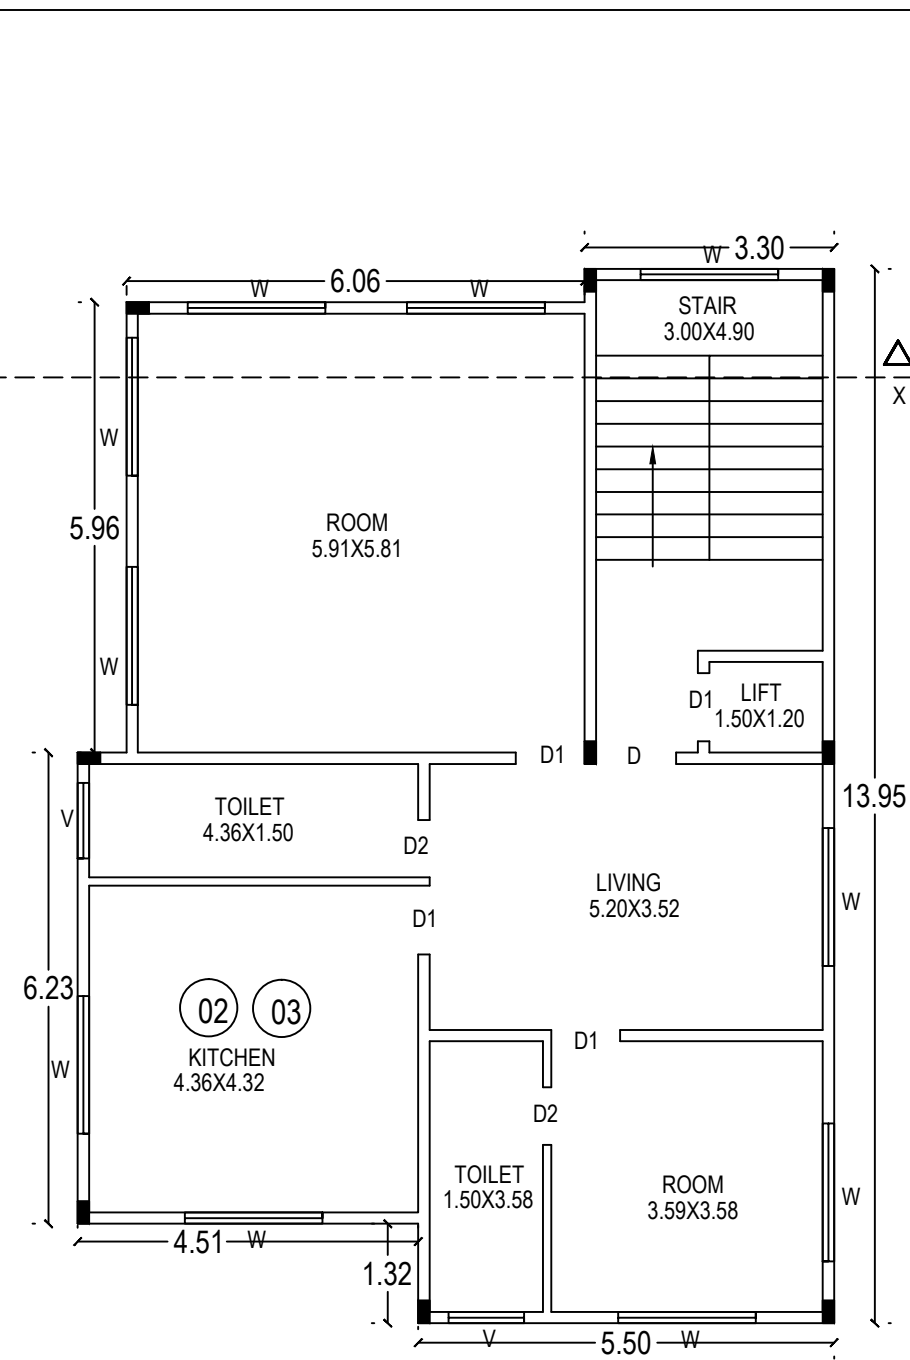 W 3.30
W 6.06 W
STAIR
3.00X4.90
X
W
5.96
ROOM
5.91X5.81
W
D1
LIFT
1.50X1.20
D1
D
13.95
V
TOILET
4.36X1.50
D2
LIVING
5.20X3.52
W
D1
6.23
02
03
KITCHEN
4.36X4.32
W
D1
D2
TOILET
1.50X3.58
ROOM
3.59X3.58
W
4.51 W
1.32
V
5.50 W